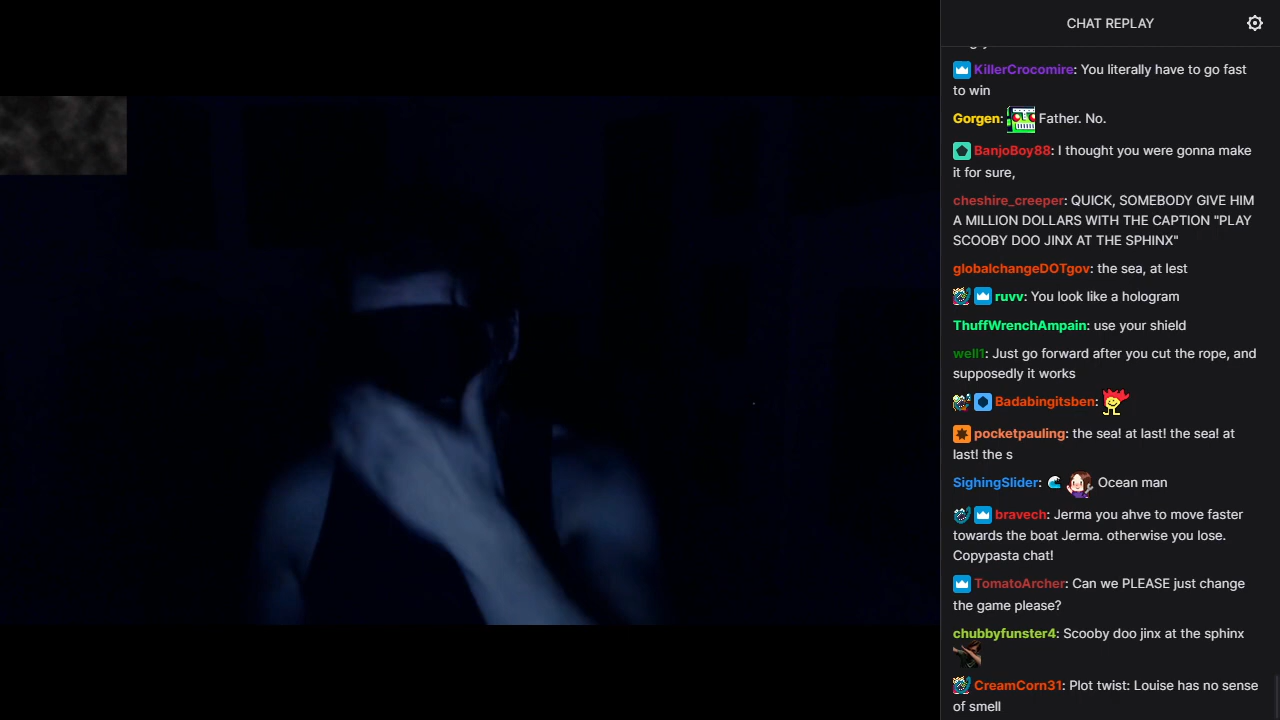 CHAT REPLAY
KillerCrocomire: You literally have to go fast
to win
Gorgen: Father. No.
BanjoBoy88: I thought you were gonna make
it for sure,
cheshire_creeper: QUICK, SOMEBODY GIVE HIM
A MILLION DOLLARS WITH THE CAPTION "PLAY
SCOOBY DOO JINX AT THE SPHINX"
globalchangeDOTgov: the sea, at lest
ruvv: You look like a hologram
ThuffWrenchAmpain: use your shield
well1: Just go forward after you cut the rope, and
supposedly it works
Badabingitsben:
pocketpauling: the sea! at last! the sea! at
last! the s
SighingSlider: Ocean man
bravech: Jerma you ahve to move faster
towards the boat Jerma. otherwise you lose.
Copypasta chat!
TomatoArcher: Can we PLEASE just change
the game please?
chubbyfunster4: Scooby doo jinx at the sphinx
CreamCorn31: Plot twist: Louise has no sense
of smell